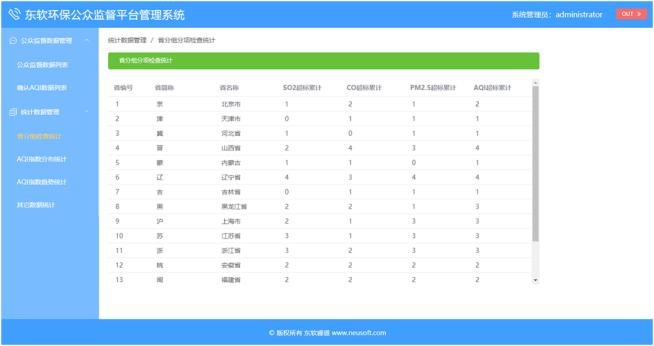 东软环保公众监督平台管理系统
系统管理员：administrator
OUT »
公众监督数据管理
公众监督数据列表
确认AQI数据列表
统计数据管理
省分组检查统计
AQI指数分布统计
AQI指数趋势统计
其它数据统计
统计数据管理 / 省分组分项检查统计
省分组分项检查统计
省编号 省简称 省名称 SO2超标累计 CO超标累计 PM2.5超标累计 AQI超标累计
1 京 北京市 1 2 1 2
2 津 天津市 0 1 1 1
3 冀 河北省 1 0 1 1
4 晋 山西省 2 4 3 4
5 蒙 内蒙古 1 1 0 1
6 辽 辽宁省 4 3 4 4
7 吉 吉林省 0 1 1 1
8 黑 黑龙江省 2 2 1 3
9 沪 上海市 2 1 3 3
10 苏 江苏省 3 1 3 3
11 浙 浙江省 3 2 3 3
12 皖 安徽省 2 2 2 2
13 闽 福建省 2 2 2 2
© 版权所有 东软睿道 www.neusoft.com